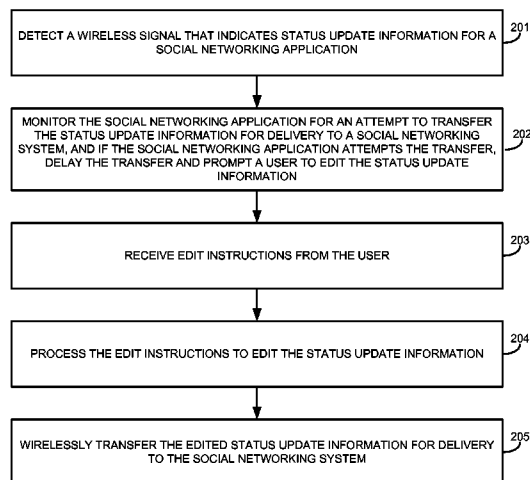 DETECT A WIRELESS SIGNAL THAT INDICATES STATUS UPDATE INFORMATION FOR A
SOCIAL NETWORKING APPLICATION
201
MONITOR THE SOCIAL NETWORKING APPLICATION FOR AN ATTEMPT TO TRANSFER
THE STATUS UPDATE INFORMATION FOR DELIVERY TO A SOCIAL NETWORKING
SYSTEM, AND IF THE SOCIAL NETWORKING APPLICATION ATTEMPTS THE TRANSFER,
DELAY THE TRANSFER AND PROMPT A USER TO EDIT THE STATUS UPDATE
INFORMATION
202
RECEIVE EDIT INSTRUCTIONS FROM THE USER
203
PROCESS THE EDIT INSTRUCTIONS TO EDIT THE STATUS UPDATE INFORMATION
204
WIRELESSLY TRANSFER THE EDITED STATUS UPDATE INFORMATION FOR DELIVERY
TO THE SOCIAL NETWORKING SYSTEM
205